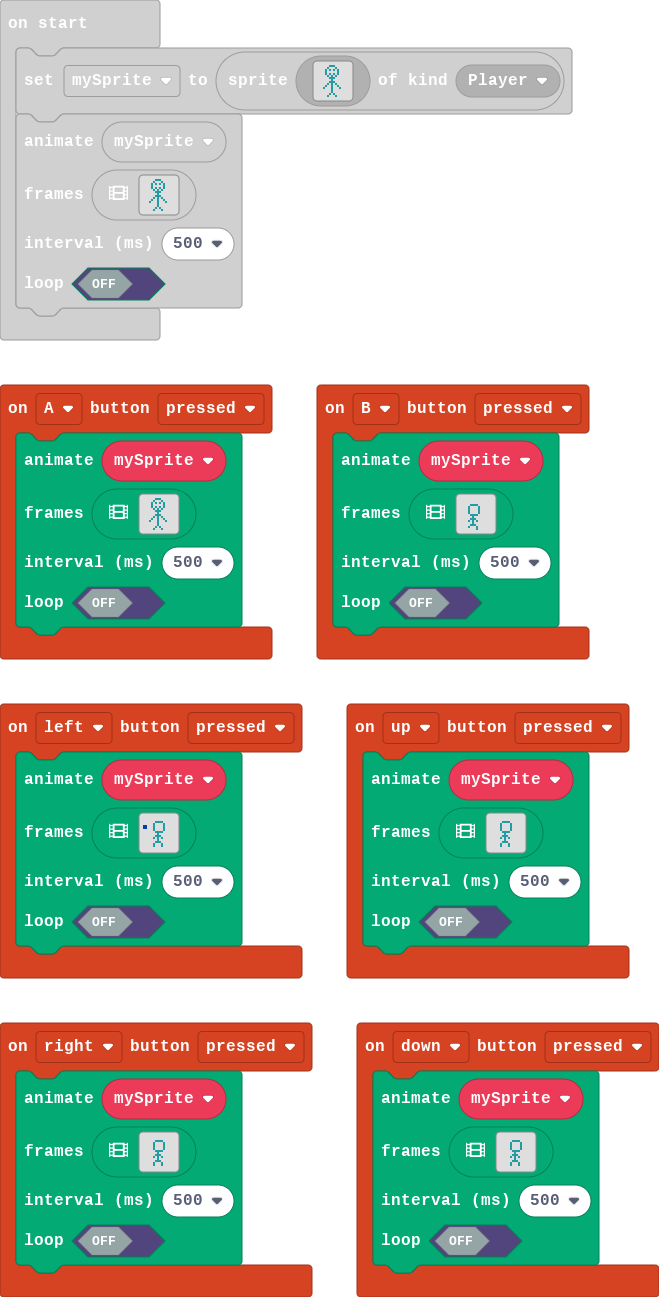 on start
set mySprite to sprite of kind Player
animate mySprite
frames
interval (ms) 500
loop OFF
on A button pressed
animate mySprite
frames
interval (ms) 500
loop OFF
on B button pressed
animate mySprite
frames
interval (ms) 500
loop OFF
on left button pressed
animate mySprite
frames
interval (ms) 500
loop OFF
on up button pressed
animate mySprite
frames
interval (ms) 500
loop OFF
on right button pressed
animate mySprite
frames
interval (ms) 500
loop OFF
on down button pressed
animate mySprite
frames
interval (ms) 500
loop OFF